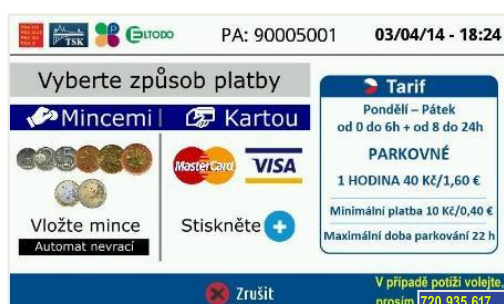 TSK ELTODO PA: 90005001 03/04/14 - 18:24
Vyberte způsob platby
Mincemi Kartou
MasterCard VISA
Vložte mince
Automat nevrací
Stiskněte +
Tarif
Pondělí – Pátek
od 0 do 6h + od 8 do 24h
PARKOVNÉ
1 HODINA 40 Kč/1,60 €
Minimální platba 10 Kč/0,40 €
Maximální doba parkování 22 h
Zrušit
V případě potíží volejte
prosím 720 935 617